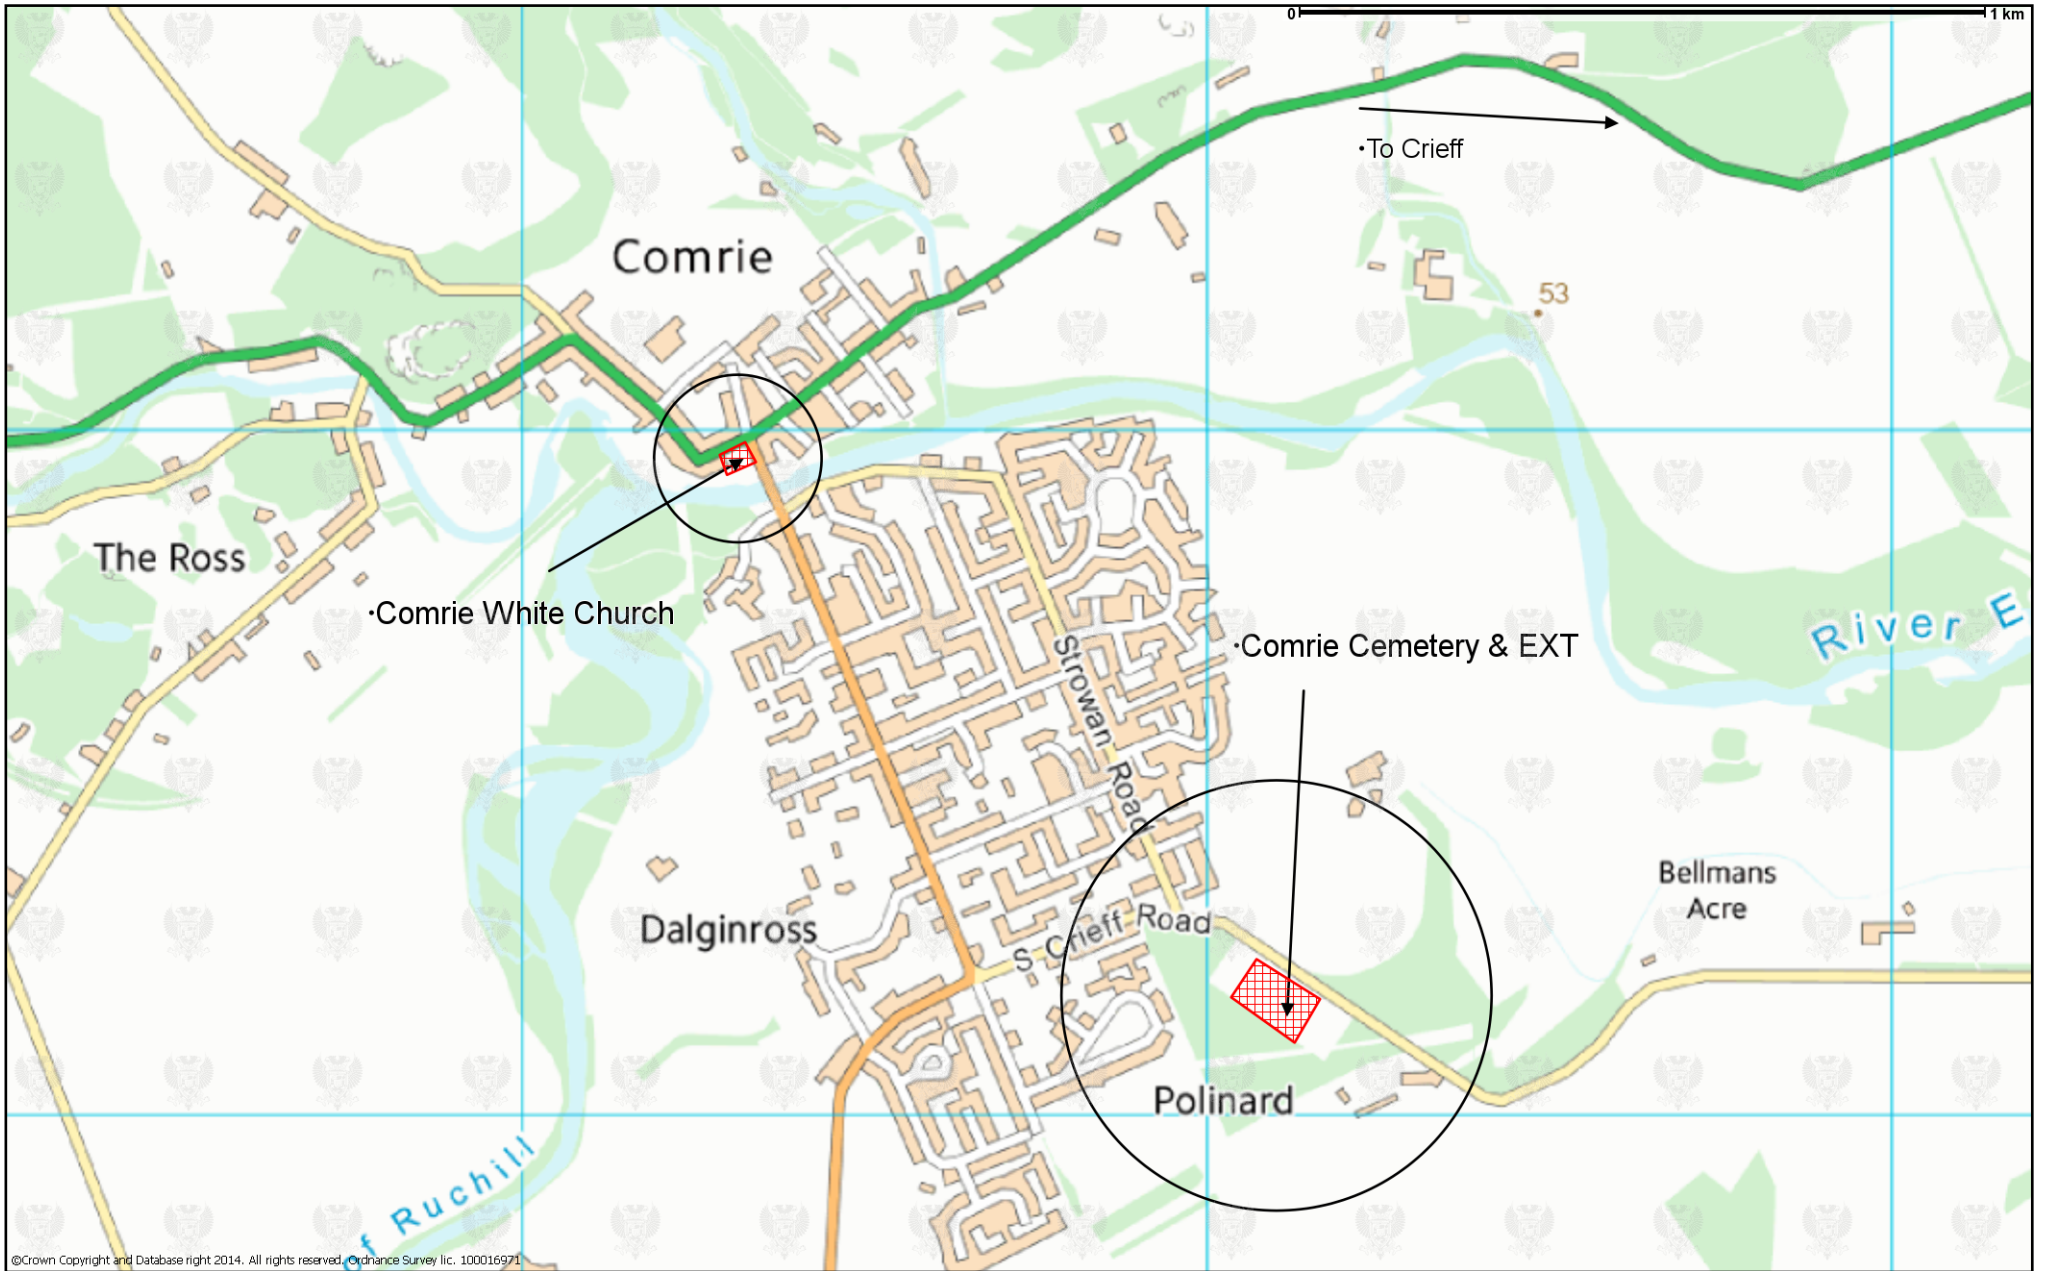 0 1 km
·To Crieff
Comrie
53
The Ross
·Comrie White Church
·Comrie Cemetery & EXT
River E
Strowan Road
Bellmans
Acre
Dalginross
S Crieff Road
Polinard
of Ruchill
©Crown Copyright and Database right 2014. All rights reserved. Ordnance Survey lic. 100016971